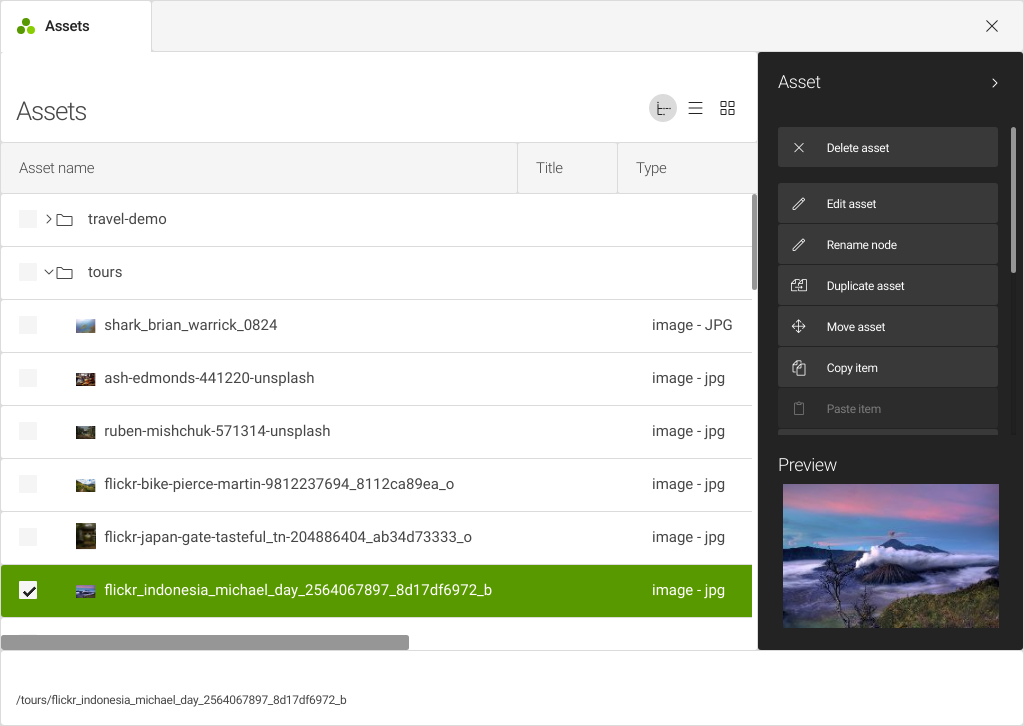 Assets
Assets
Asset name Title Type
travel-demo
tours
shark_brian_warrick_0824 image - JPG
ash-edmonds-441220-unsplash image - jpg
ruben-mishchuk-571314-unsplash image - jpg
flickr-bike-pierce-martin-9812237694_8112ca89ea_o image - jpg
flickr-japan-gate-tasteful_tn-204886404_ab34d73333_o image - jpg
flickr_indonesia_michael_day_2564067897_8d17df6972_b image - jpg
Asset
Delete asset
Edit asset
Rename node
Duplicate asset
Move asset
Copy item
Paste item
Preview
/tours/flickr_indonesia_michael_day_2564067897_8d17df6972_b